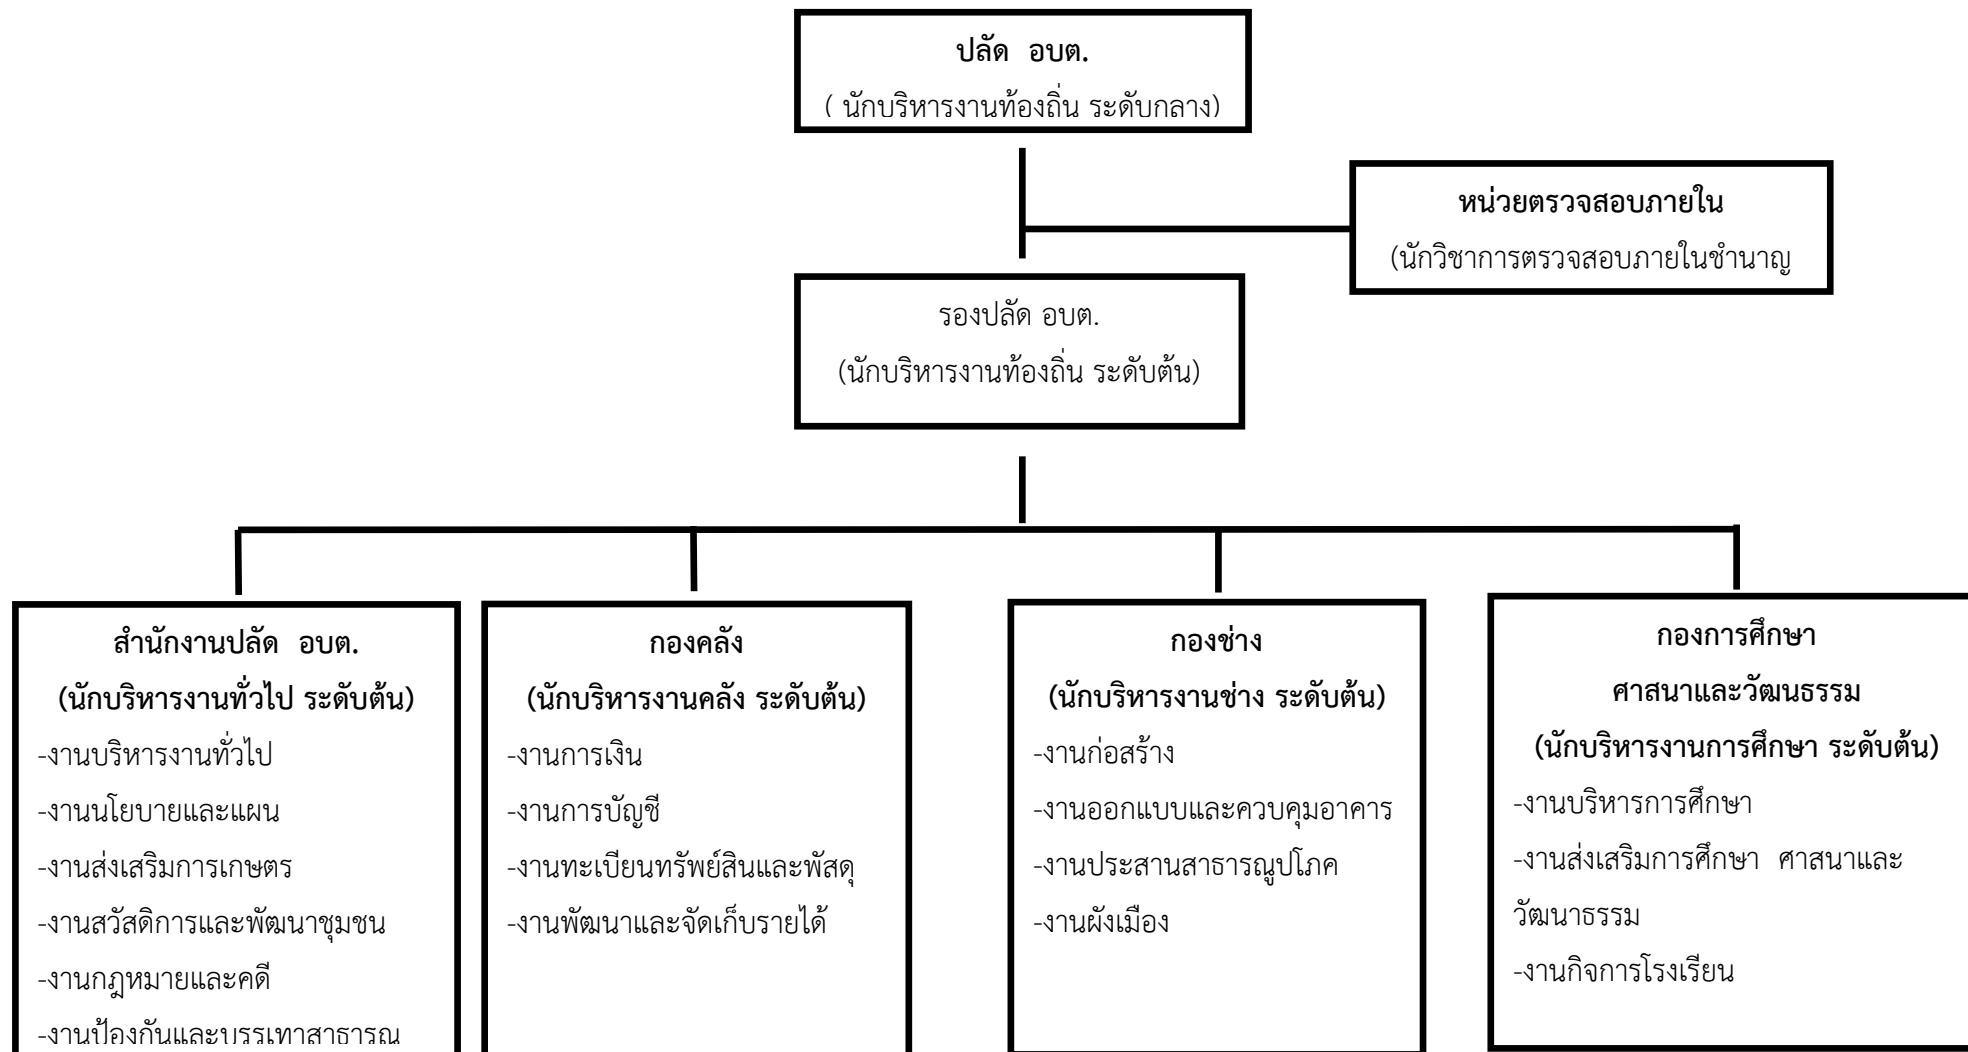 ปลัด  อบต.
( นักบริหารงานท้องถิ่น ระดับกลาง)
หน่วยตรวจสอบภายใน
(นักวิชาการตรวจสอบภายในชำนาญ
รองปลัด อบต.
(นักบริหารงานท้องถิ่น ระดับต้น)
สำนักงานปลัด  อบต.
(นักบริหารงานทั่วไป ระดับต้น)
-งานบริหารงานทั่วไป
-งานนโยบายและแผน
-งานส่งเสริมการเกษตร
-งานสวัสดิการและพัฒนาชุมชน
-งานกฎหมายและคดี
-งานป้องกันและบรรเทาสาธารณ
กองคลัง
(นักบริหารงานคลัง ระดับต้น)
-งานการเงิน
-งานการบัญชี
-งานทะเบียนทรัพย์สินและพัสดุ
-งานพัฒนาและจัดเก็บรายได้
กองช่าง
(นักบริหารงานช่าง ระดับต้น)
-งานก่อสร้าง
-งานออกแบบและควบคุมอาคาร
-งานประสานสาธารณูปโภค
-งานผังเมือง
กองการศึกษา
ศาสนาและวัฒนธรรม
(นักบริหารงานการศึกษา ระดับต้น)
-งานบริหารการศึกษา
-งานส่งเสริมการศึกษา  ศาสนาและ
วัฒนาธรรม
-งานกิจการโรงเรียน